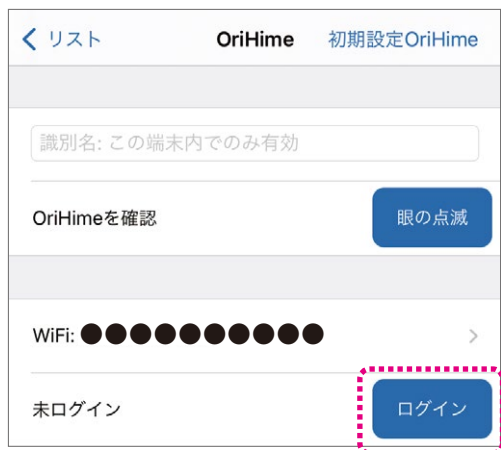 リスト OriHime 初期設定OriHime
識別名: この端末内でのみ有効
OriHimeを確認 眼の点滅
WiFi: ●●●●●●●●●●
未ログイン ログイン